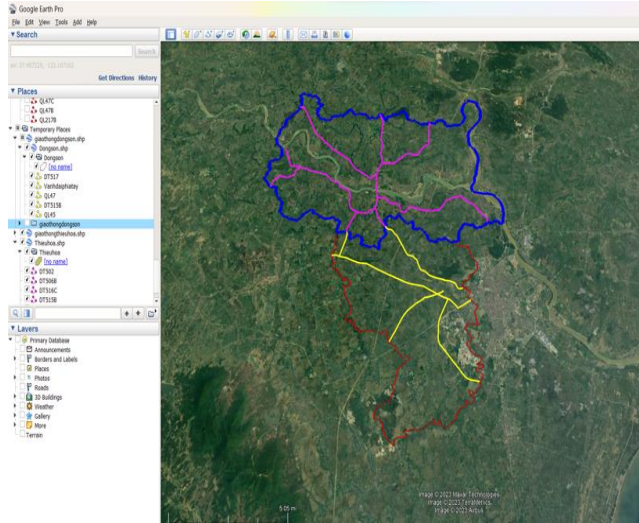 Google Earth Pro
File Edit View Tools Add Help
Search
Search
Get Directions History
Places
QL47C
QL47B
QL217B
Temporary Places
giaothongdongson.shp
Dongson.shp
Dongson
[no name]
DT517
Vanhdaiphiatay
QL47
DT515B
QL45
giaothongdongson
giaothongthieuhoa.shp
Thieuhoa.shp
Thieuhoa
[no name]
DT502
DT506B
DT516C
DT515B
Layers
Primary Database
Announcements
Borders and Labels
Places
Photos
Roads
3D Buildings
Weather
Gallery
More
Terrain
Image © 2023 Maxar Technologies
Image © 2023 TerraMetrics
Image © 2023 Airbus
5.05 mi